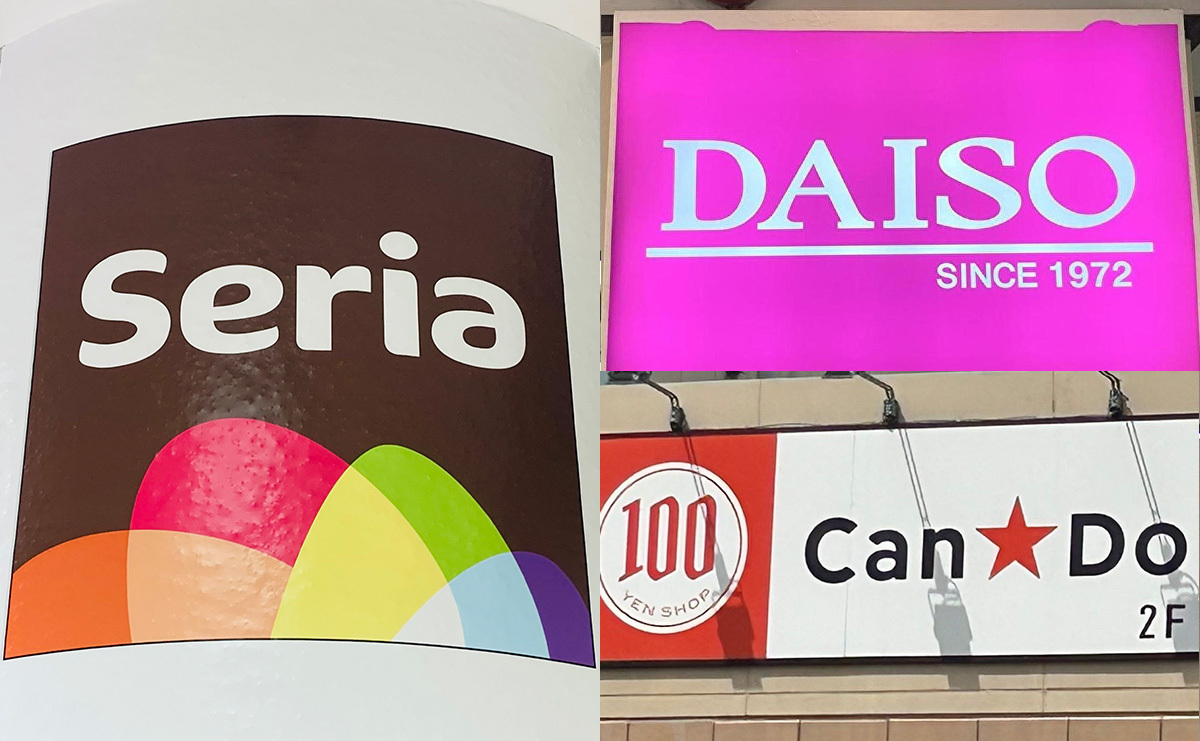 Seria
DAISO
SINCE 1972
100
YEN SHOP
Can★Do
2F